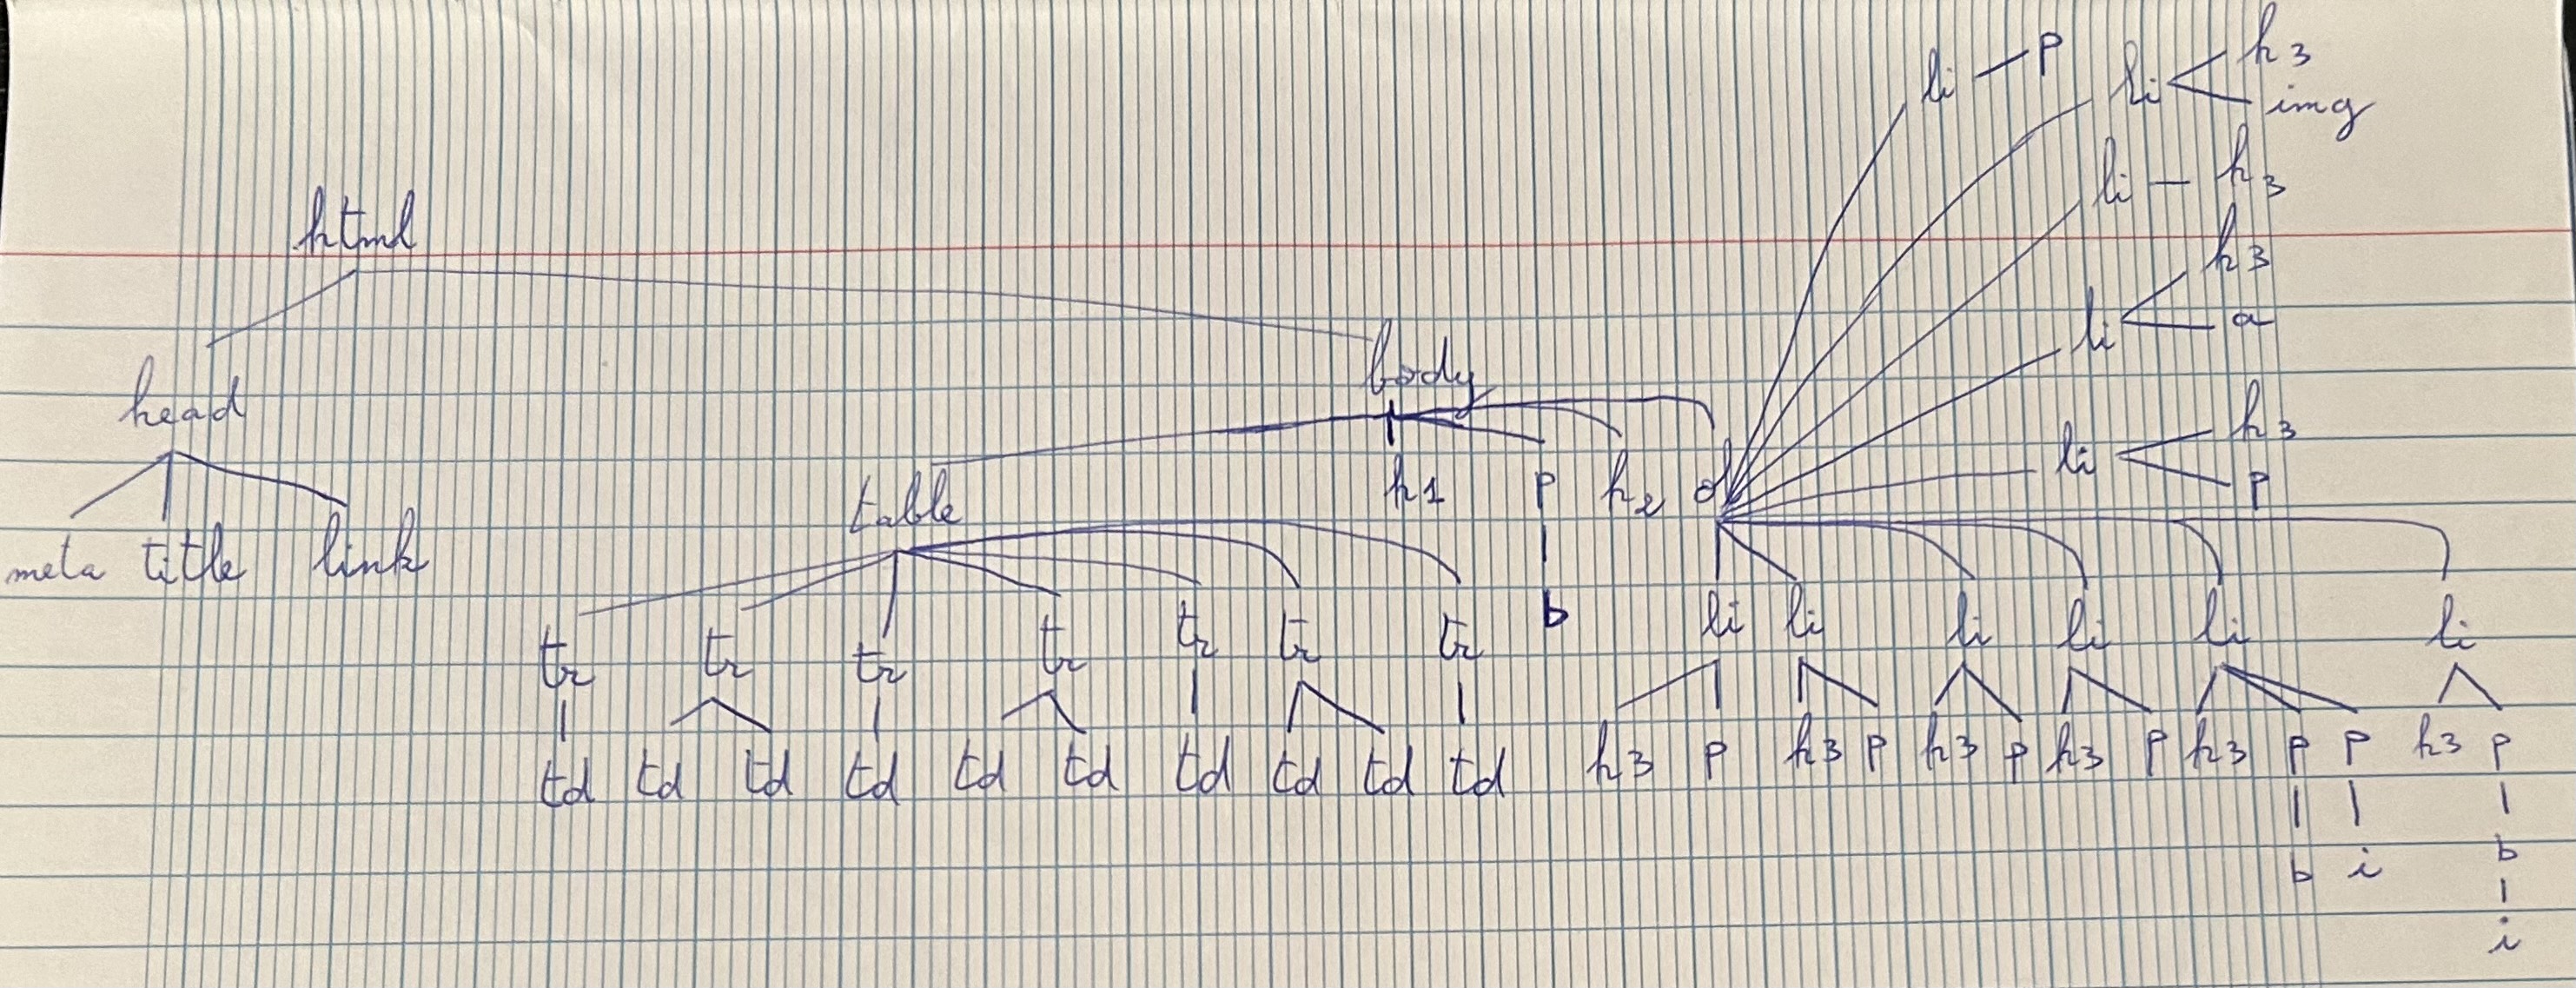 li p
li h3
img
li h3
html
h3
li a
body
head
h3
li p
table h1 p h2 ol
meta title link
b
tr tr tr tr tr tr tr li li li li li li
td td td td td td td td td td h3 p h3 p h3 p h3 p h3 p p h3 p
b i b
i